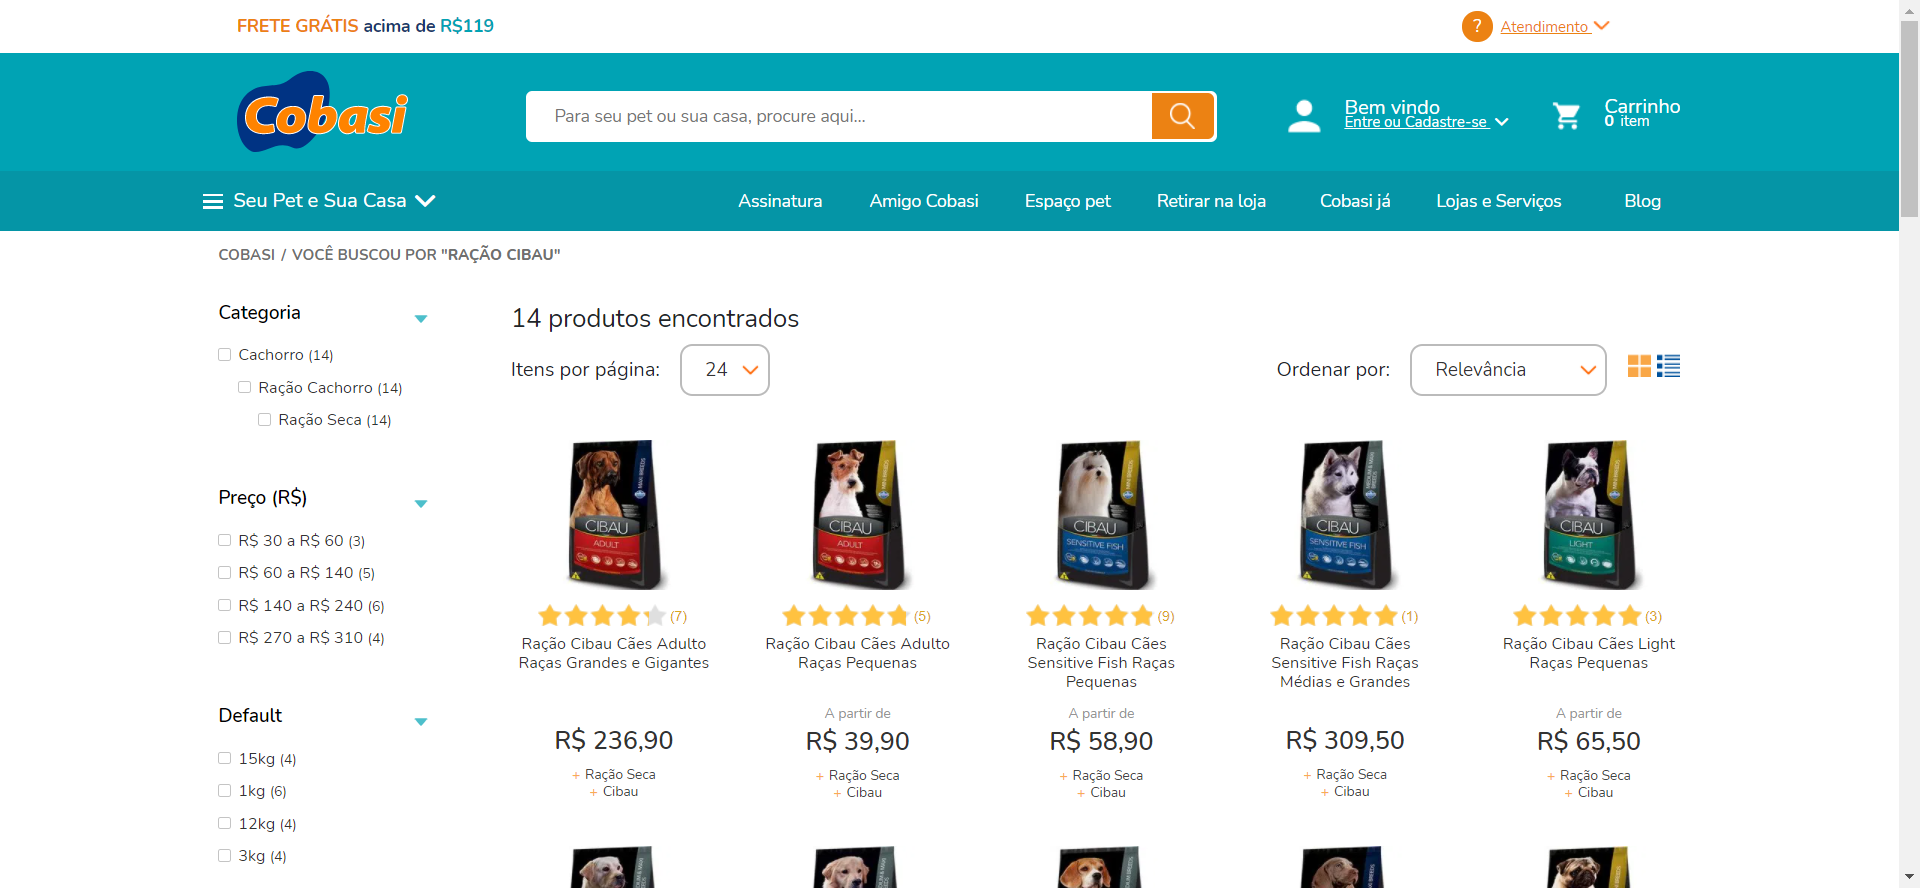 FRETE GRÁTIS acima de R$119
? Atendimento
Cobasi
Para seu pet ou sua casa, procure aqui...
Bem vindo
Entre ou Cadastre-se
Carrinho
0 item
Seu Pet e Sua Casa
Assinatura
Amigo Cobasi
Espaço pet
Retirar na loja
Cobasi já
Lojas e Serviços
Blog
COBASI / VOCÊ BUSCOU POR "RAÇÃO CIBAU"
Categoria
Cachorro (14)
Ração Cachorro (14)
Ração Seca (14)
Preço (R$)
R$ 30 a R$ 60 (3)
R$ 60 a R$ 140 (5)
R$ 140 a R$ 240 (6)
R$ 270 a R$ 310 (4)
Default
15kg (4)
1kg (6)
12kg (4)
3kg (4)
14 produtos encontrados
Itens por página: 24
Ordenar por: Relevância
CIBAU
ADULT
(7)
Ração Cibau Cães Adulto
Raças Grandes e Gigantes
R$ 236,90
+ Ração Seca
+ Cibau
CIBAU
ADULT
(5)
Ração Cibau Cães Adulto
Raças Pequenas
A partir de
R$ 39,90
+ Ração Seca
+ Cibau
CIBAU
SENSITIVE FISH
(9)
Ração Cibau Cães
Sensitive Fish Raças
Pequenas
A partir de
R$ 58,90
+ Ração Seca
+ Cibau
CIBAU
SENSITIVE FISH
(1)
Ração Cibau Cães
Sensitive Fish Raças
Médias e Grandes
R$ 309,50
+ Ração Seca
+ Cibau
CIBAU
LIGHT
(3)
Ração Cibau Cães Light
Raças Pequenas
A partir de
R$ 65,50
+ Ração Seca
+ Cibau